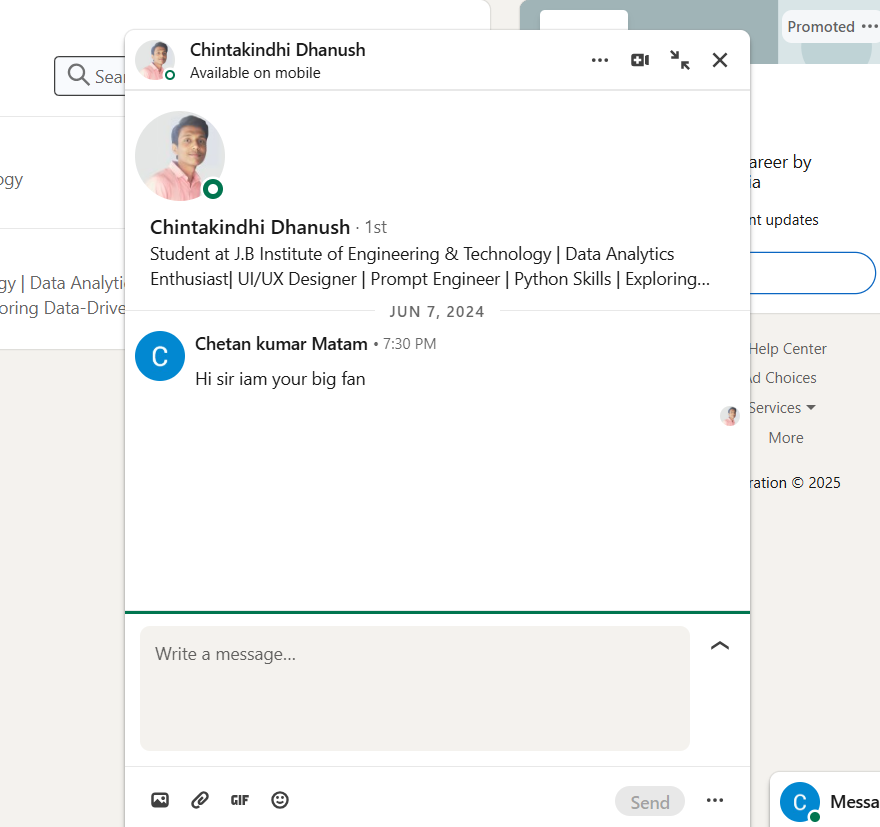 Promoted
Chintakindhi Dhanush
Available on mobile
Chintakindhi Dhanush · 1st
Student at J.B Institute of Engineering & Technology | Data Analytics
Enthusiast| UI/UX Designer | Prompt Engineer | Python Skills | Exploring...
JUN 7, 2024
C
Chetan kumar Matam • 7:30 PM
Hi sir iam your big fan
Write a message...
GIF
Send
Sear
ogy
gy | Data Analytic
oring Data-Drive
areer by
ia
nt updates
Help Center
Ad Choices
Services
More
ration © 2025
C
Messa